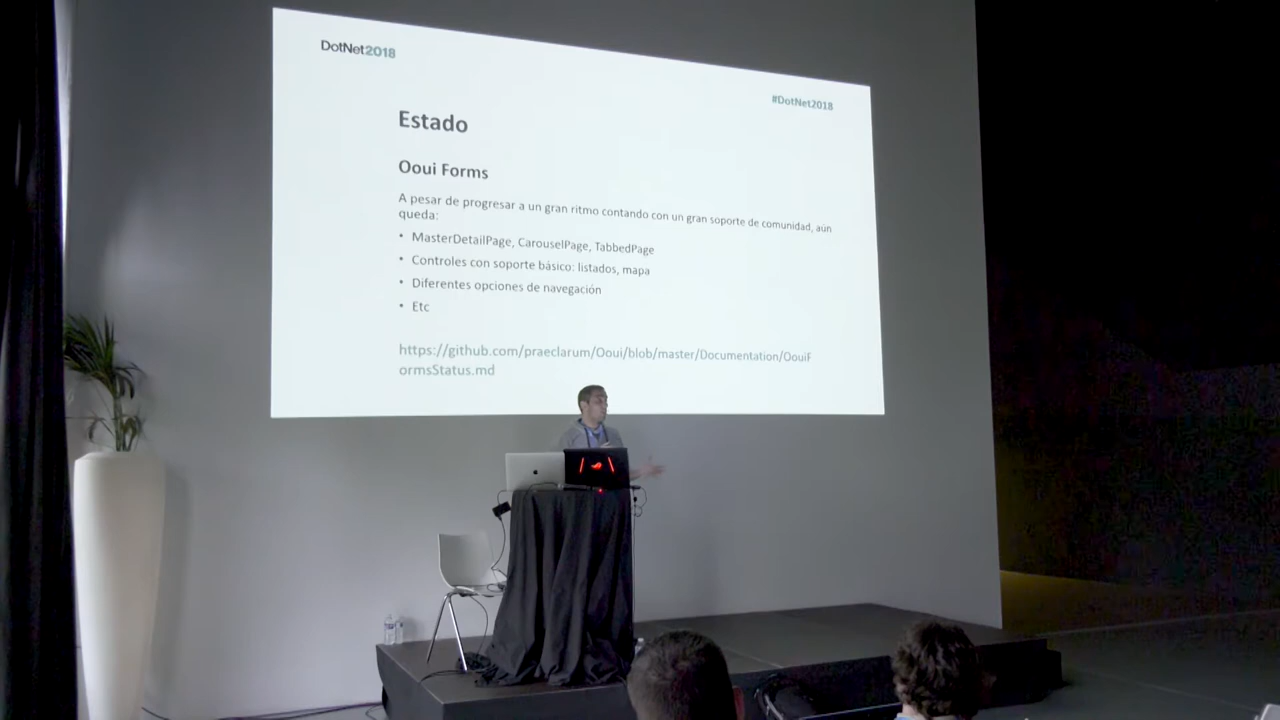 DotNet2018
#DotNet2018
Estado
Ooui Forms
A pesar de progresar a un gran ritmo contando con un gran soporte de comunidad, aún
queda:
• MasterDetailPage, CarouselPage, TabbedPage
• Controles con soporte básico: listados, mapa
• Diferentes opciones de navegación
• Etc
https://github.com/praeclarum/Ooui/blob/master/Documentation/OouiF
ormsStatus.md